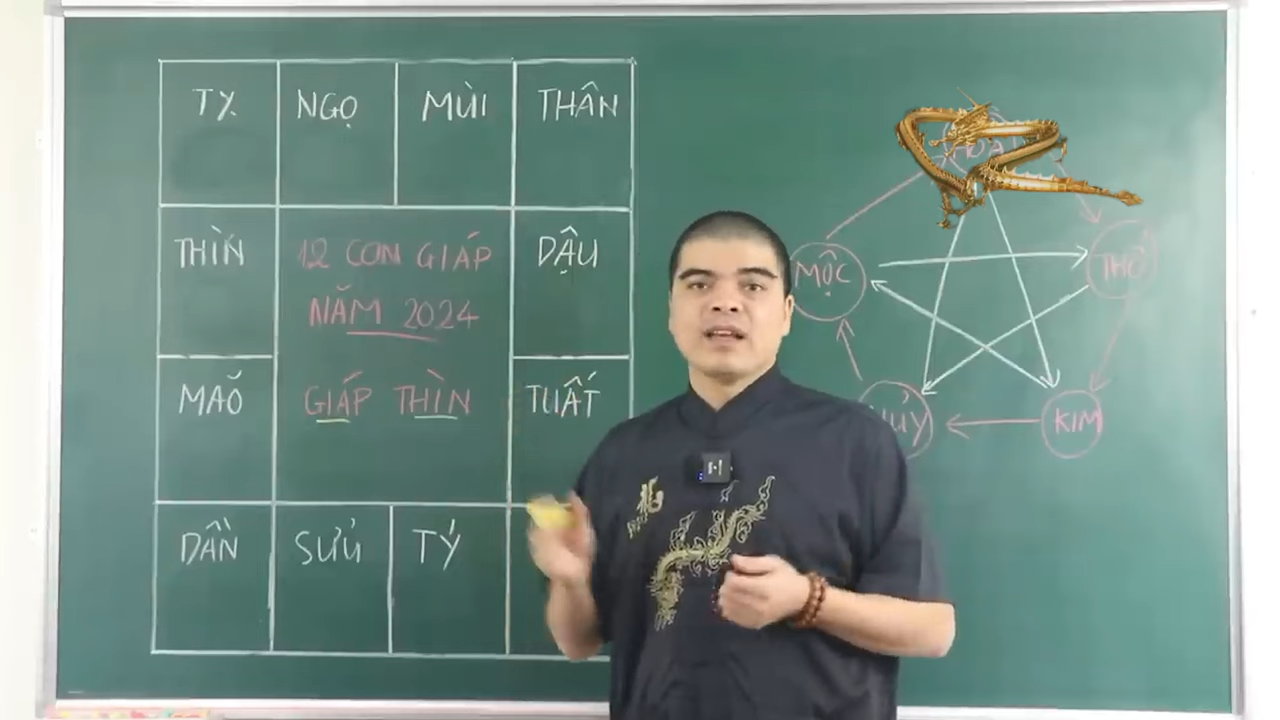 TỴ NGỌ MÙI THÂN
THÌN
12 CON GIÁP
NĂM 2024
GIÁP THÌN
DẬU
MÃO
TUẤT
DẦN SỬU TÝ
HỎA
MỘC
THỔ
KIM